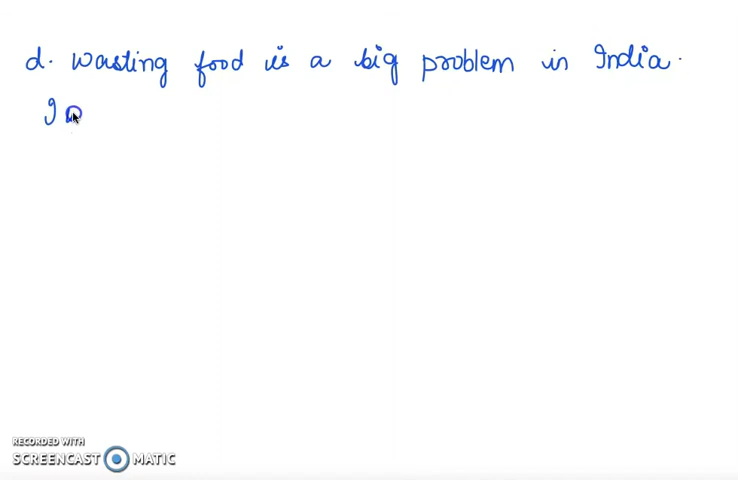 d. Wasting food is a big problem in India.
I
RECORDED WITH
SCREENCAST MATIC